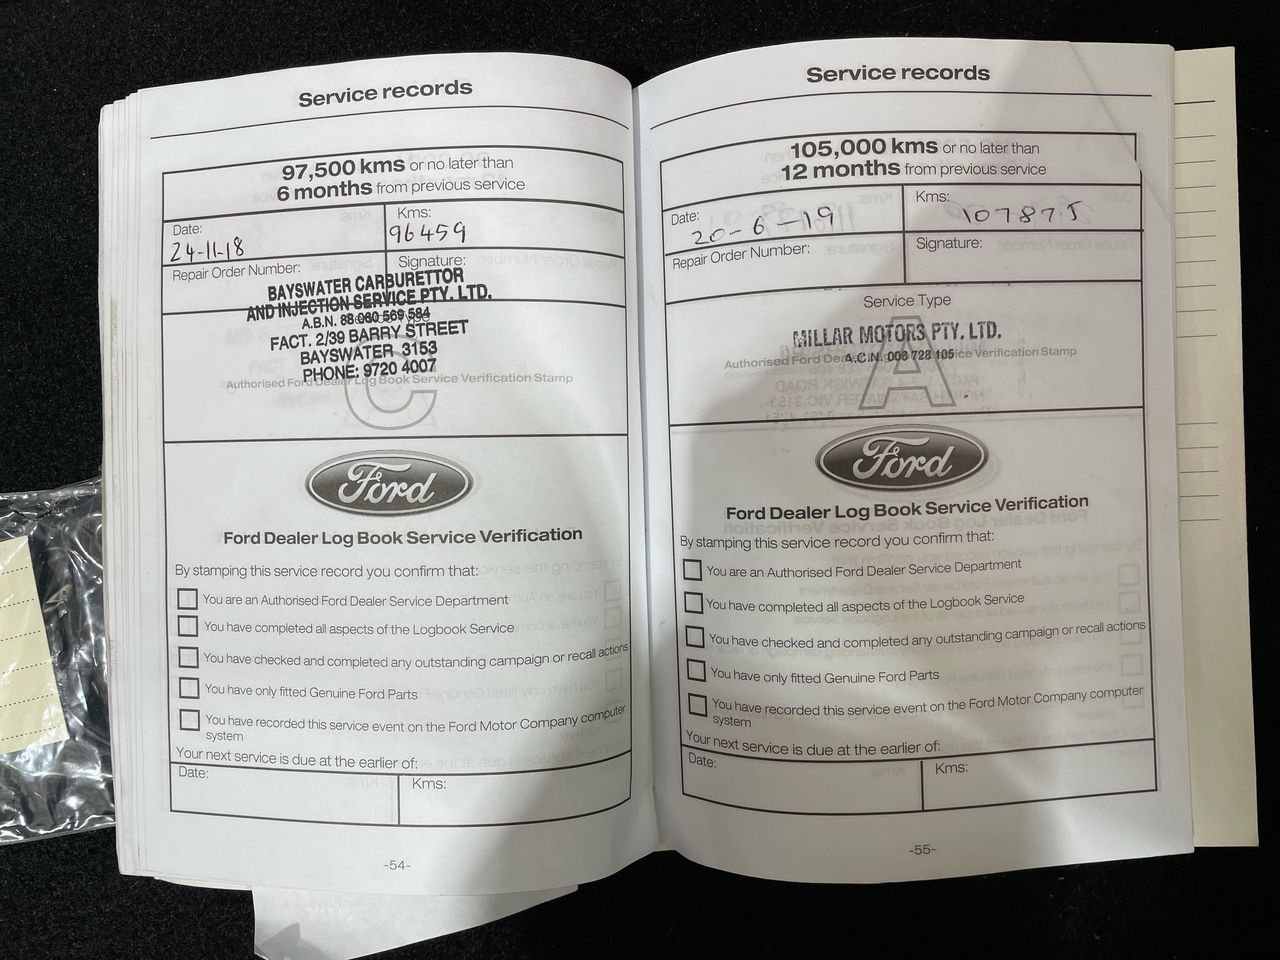 Service records
97,500 kms or no later than
6 months from previous service
Date:
24-11-18
Kms:
96459
Repair Order Number:
Signature:
BAYSWATER CARBURETTOR
AND INJECTION SERVICE PTY. LTD.
A.B.N. 88 060 569 584
FACT. 2/39 BARRY STREET
BAYSWATER 3153
PHONE: 9720 4007
Authorised Ford Dealer Log Book Service Verification Stamp
C
Ford
Ford Dealer Log Book Service Verification
By stamping this service record you confirm that:
You are an Authorised Ford Dealer Service Department
You have completed all aspects of the Logbook Service
You have checked and completed any outstanding campaign or recall actions
You have only fitted Genuine Ford Parts
You have recorded this service event on the Ford Motor Company computer
system
Your next service is due at the earlier of:
Date:
Kms:
-54-
Service records
105,000 kms or no later than
12 months from previous service
Date:
20-6-19
Kms:
107875
Repair Order Number:
Signature:
Service Type
MILLAR MOTORS PTY. LTD.
A.C.N. 006 728 105
Authorised Ford Dealer Log Book Service Verification Stamp
A
Ford
Ford Dealer Log Book Service Verification
By stamping this service record you confirm that:
You are an Authorised Ford Dealer Service Department
You have completed all aspects of the Logbook Service
You have checked and completed any outstanding campaign or recall actions
You have only fitted Genuine Ford Parts
You have recorded this service event on the Ford Motor Company computer
system
Your next service is due at the earlier of:
Date:
Kms:
-55-